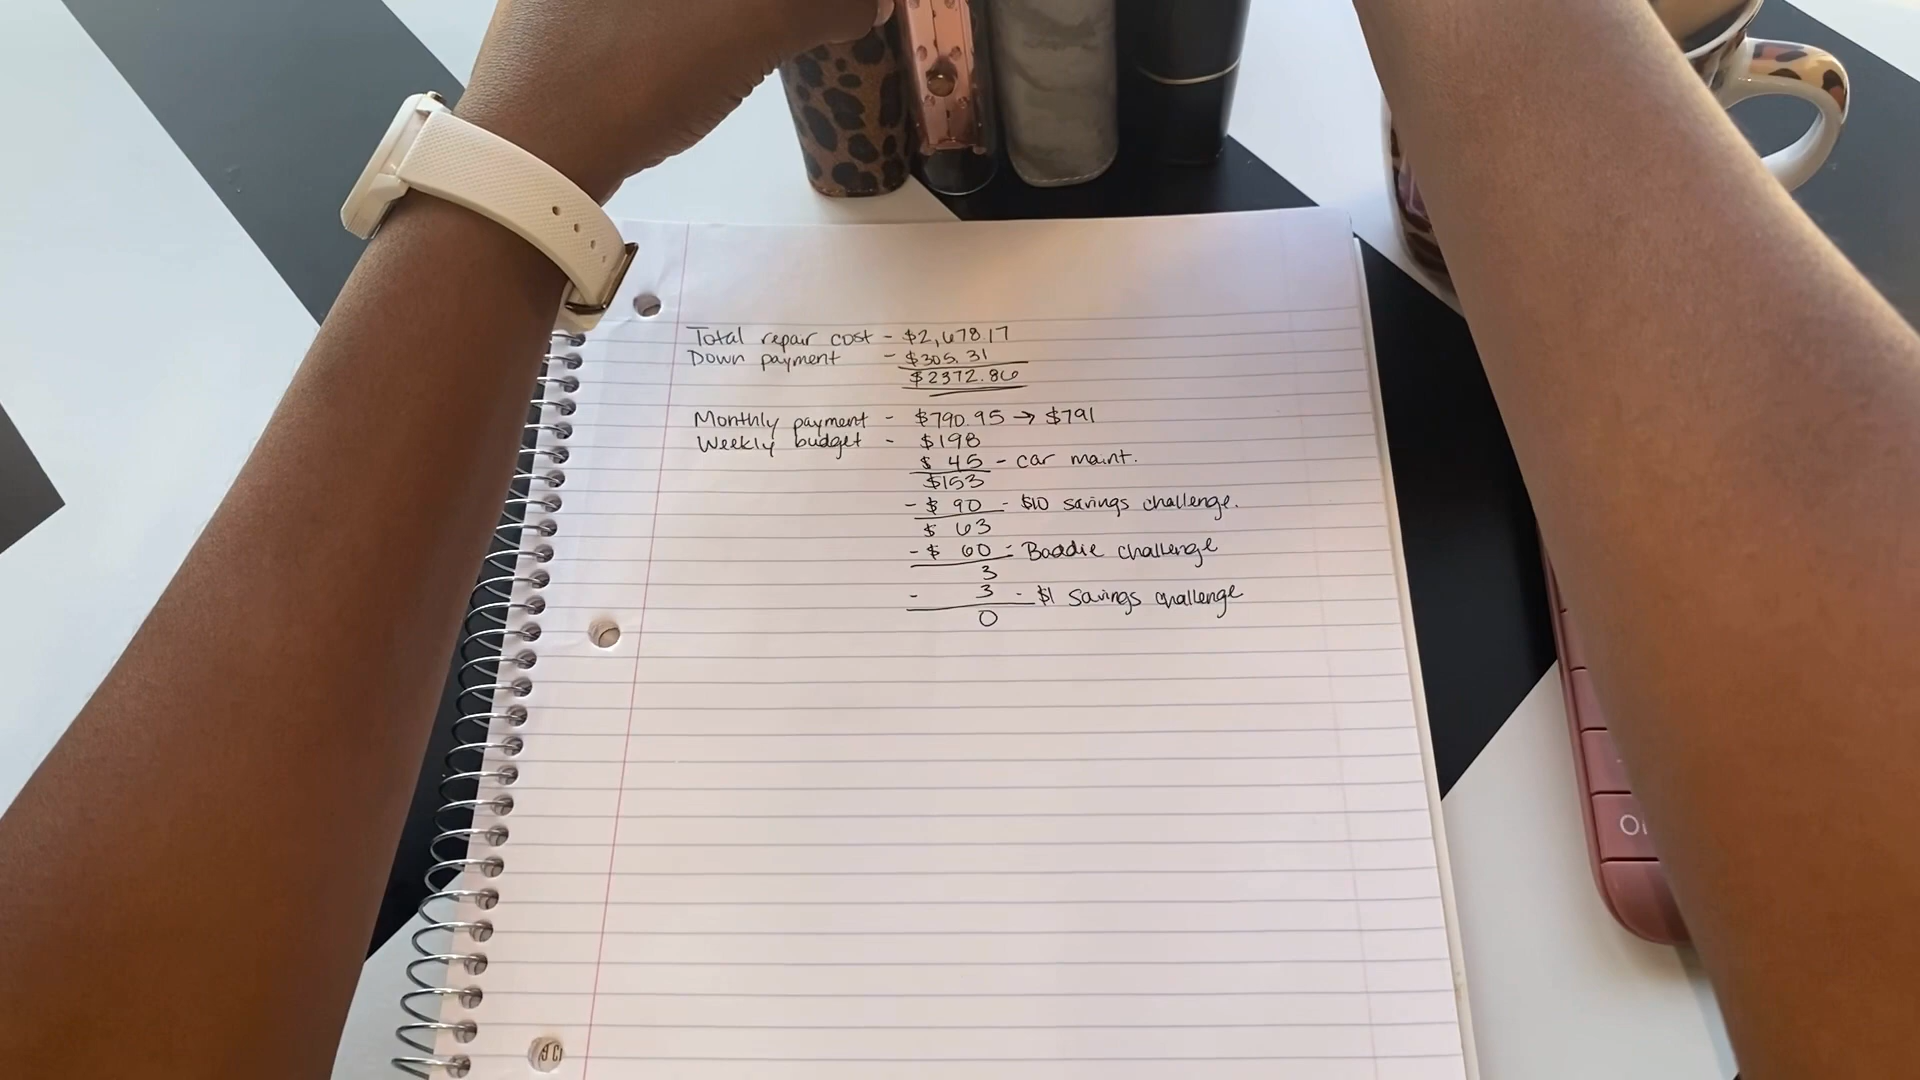 Total repair cost - $2,678.17
Down payment - $305.31
$2372.86
Monthly payment - $790.95 → $791
Weekly budget - $198
$ 45 - car maint.
$153
- $ 90 - $10 savings challenge.
$ 63
- $ 60 - Baddie challenge
3
- 3 - $1 savings challenge
0